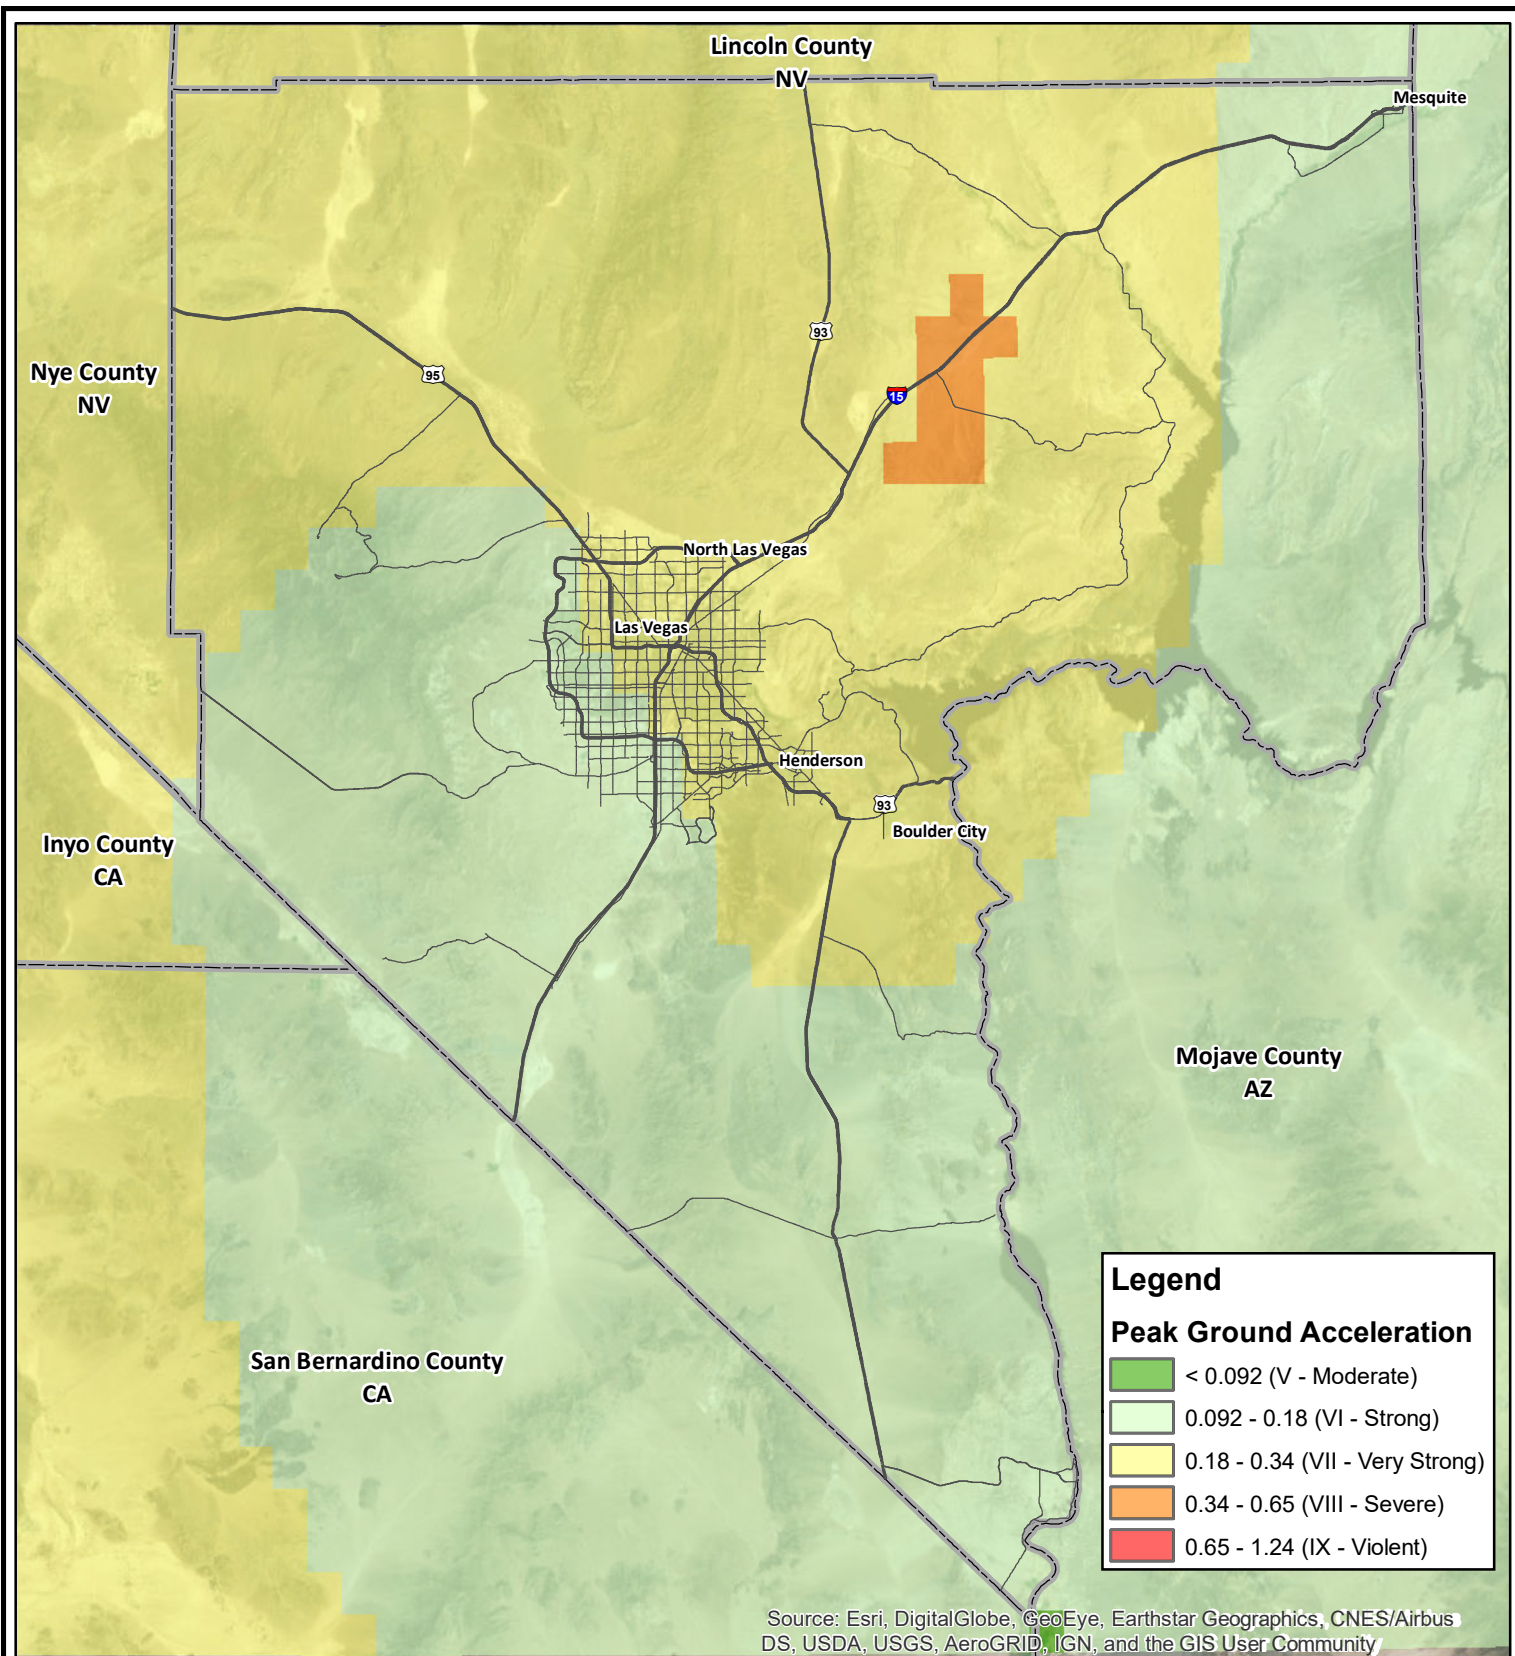 Lincoln County
NV
Mesquite
93
Nye County
NV
95
15
North Las Vegas
Las Vegas
Henderson
93
Boulder City
Inyo County
CA
Mojave County
AZ
San Bernardino County
CA
Legend
Peak Ground Acceleration
< 0.092 (V - Moderate)
0.092 - 0.18 (VI - Strong)
0.18 - 0.34 (VII - Very Strong)
0.34 - 0.65 (VIII - Severe)
0.65 - 1.24 (IX - Violent)
Source: Esri, DigitalGlobe, GeoEye, Earthstar Geographics, CNES/Airbus
DS, USDA, USGS, AeroGRID, IGN, and the GIS User Community